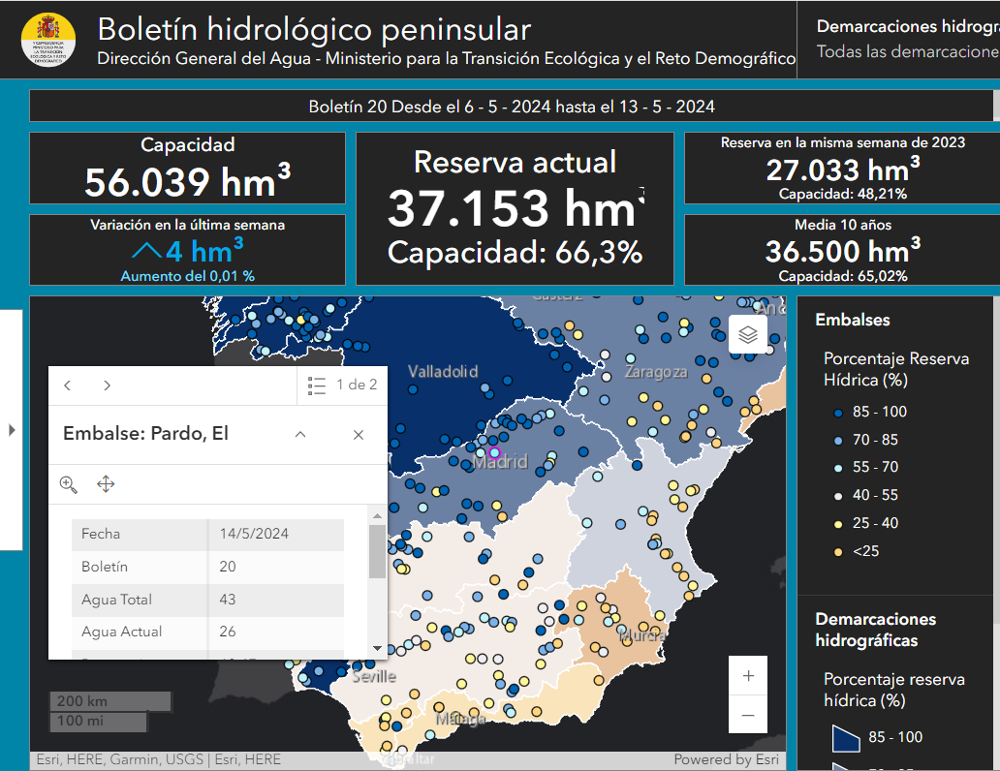 Boletín hidrológico peninsular
Dirección General del Agua - Ministerio para la Transición Ecológica y el Reto Demográfico
Demarcaciones hidrogr
Todas las demarcacione
Boletín 20 Desde el 6 - 5 - 2024 hasta el 13 - 5 - 2024
Capacidad
56.039 hm³
Variación en la última semana
4 hm³
Aumento del 0,01 %
Reserva actual
37.153 hm³
Capacidad: 66,3%
Reserva en la misma semana de 2023
27.033 hm³
Capacidad: 48,21%
Media 10 años
36.500 hm³
Capacidad: 65,02%
Valladolid
Zaragoza
Madrid
Murcia
Seville
Málaga
1 de 2
Embalse: Pardo, El
Fecha 14/5/2024
Boletín 20
Agua Total 43
Agua Actual 26
200 km
100 mi
Esri, HERE, Garmin, USGS | Esri, HERE
Powered by Esri
+
−
Embalses
Porcentaje Reserva
Hídrica (%)
85 - 100
70 - 85
55 - 70
40 - 55
25 - 40
<25
Demarcaciones
hidrográficas
Porcentaje reserva
hídrica (%)
85 - 100